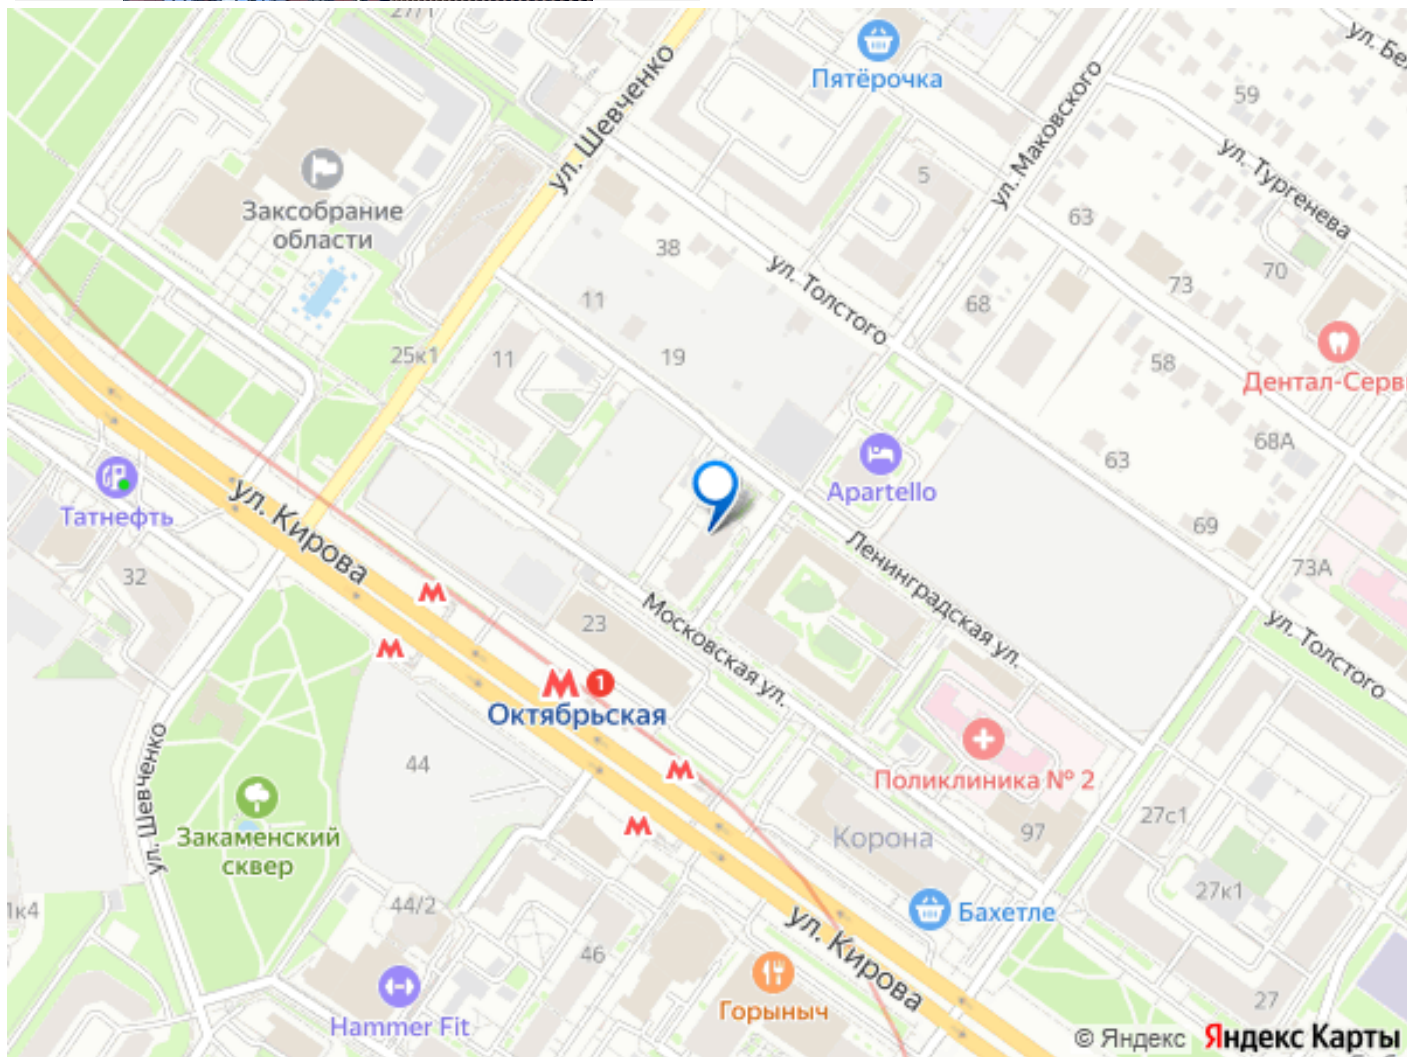 27/1
ул. Шевченко
Пятёрочка
ул. Маковского
59
ул. Тургенева
5
63
Заксобрание
области
38
ул. Толстого
70
73
68
11
25к1
11
19
58
Дентал-Серв
68А
63
Apartello
Татнефть
ул. Кирова
69
Ленинградская ул.
73А
32
23
Московская ул.
ул. Толстого
1
Октябрьская
ул. Шевченко
44
Поликлиника № 2
Закаменский
сквер
Корона
97
27с1
27к1
1к4
44/2
Бахетле
ул. Кирова
46
Горыныч
27
Hammer Fit
© Яндекс Яндекс Карты